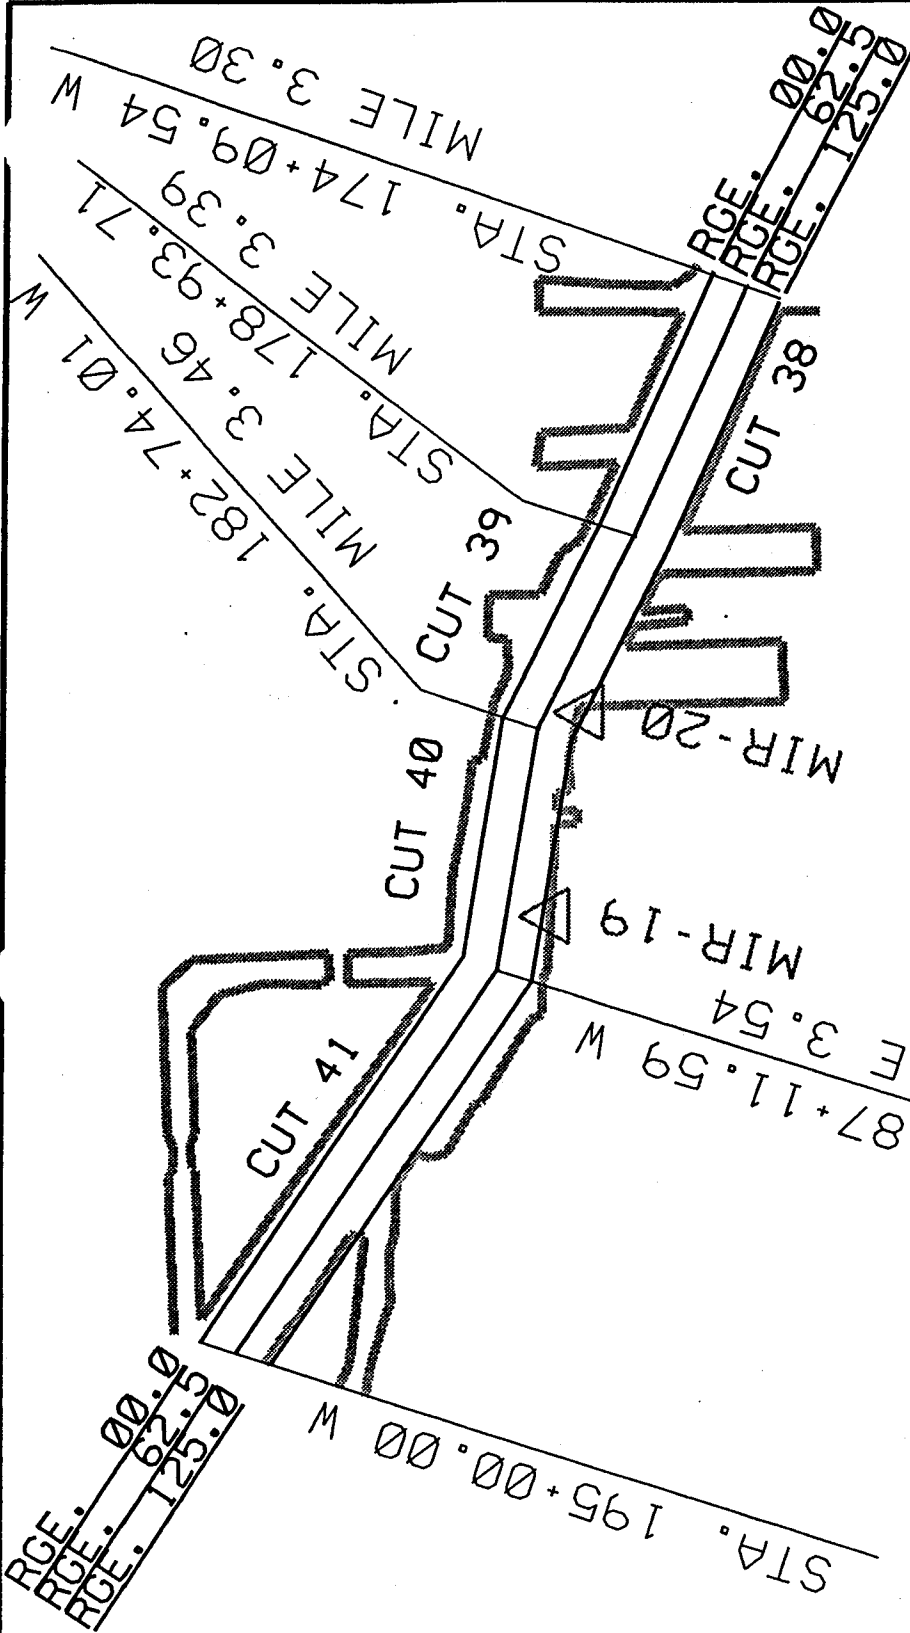 STA. 174+09.54 W
MILE 3.30
STA. 178+93.71
MILE 3.39
STA. 182+74.01 W
MILE 3.46
RGE. 00.0
RGE. 62.5
RGE. 125.0
CUT 38
CUT 39
CUT 40
CUT 41
MIR-20
MIR-19
87+11.59 W
E 3.54
STA. 195+00.00 W
RGE. 00.0
RGE. 62.5
RGE. 125.0